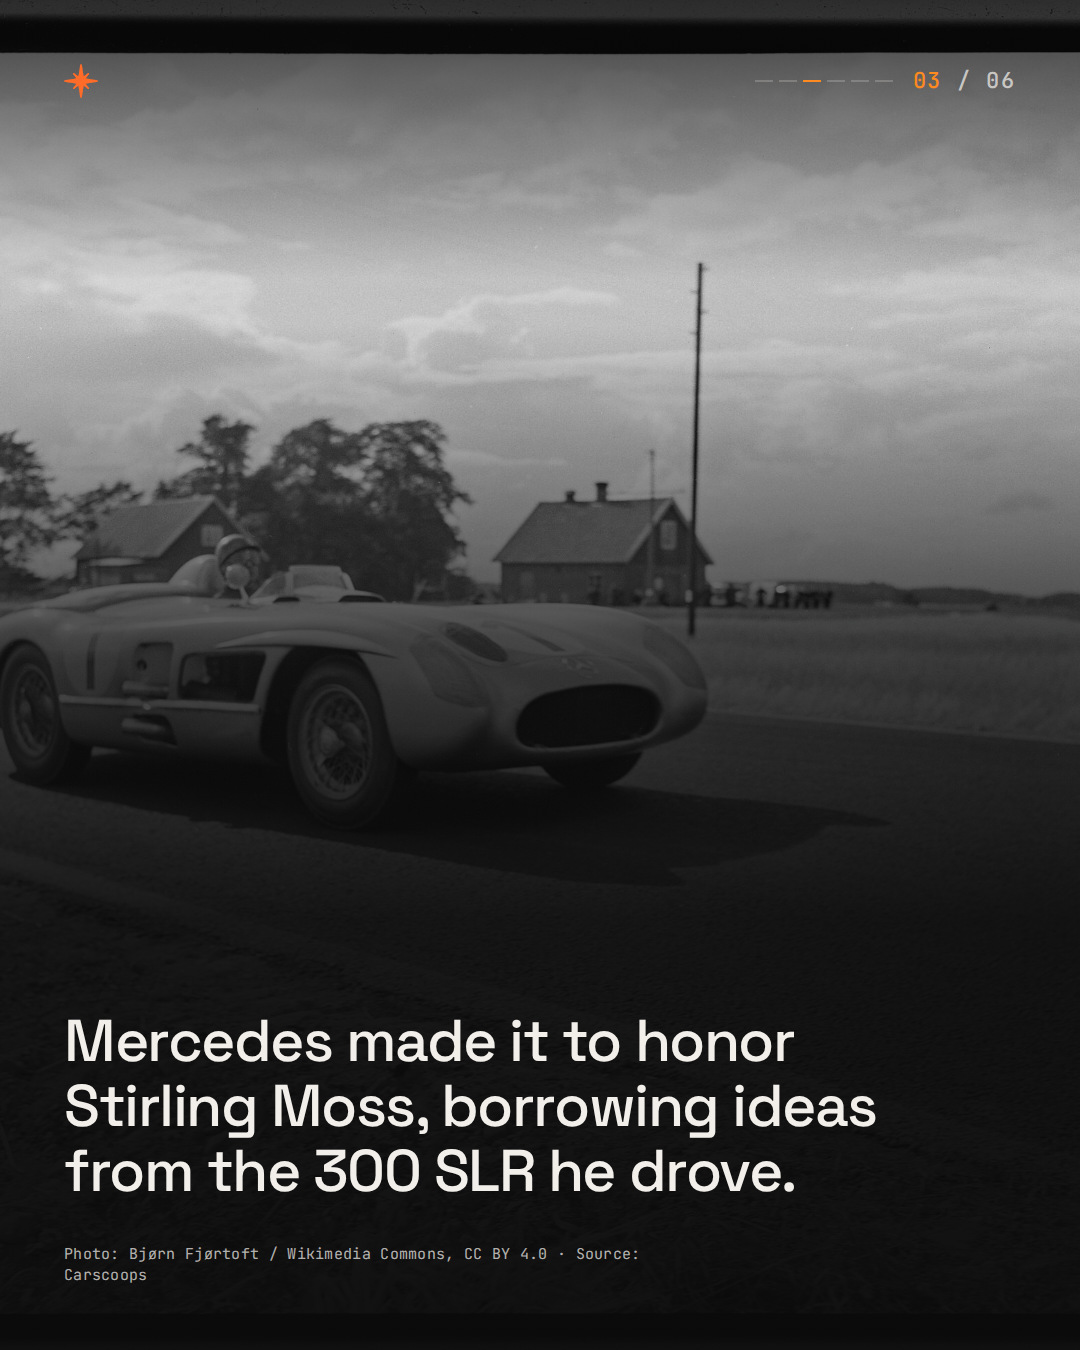 03 / 06
Mercedes made it to honor
Stirling Moss, borrowing ideas
from the 300 SLR he drove.
Photo: Bjørn Fjørtoft / Wikimedia Commons, CC BY 4.0 · Source:
Carscoops